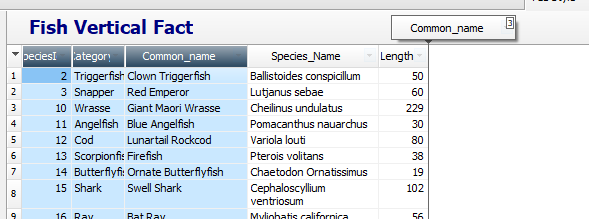 Fish Vertical Fact
Common_name 3
peciesI Category Common_name Species_Name Length
1 2 Triggerfish Clown Triggerfish Ballistoides conspicillum 50
2 3 Snapper Red Emperor Lutjanus sebae 60
3 10 Wrasse Giant Maori Wrasse Cheilinus undulatus 229
4 11 Angelfish Blue Angelfish Pomacanthus nauarchus 30
5 12 Cod Lunartail Rockcod Variola louti 80
6 13 Scorpionfis Firefish Pterois volitans 38
7 14 Butterflyfis Ornate Butterflyfish Chaetodon Ornatissimus 19
8 15 Shark Swell Shark Cephaloscyllium 102
ventriosum
9 16 Ray Bat Ray Myliobatis californica 56